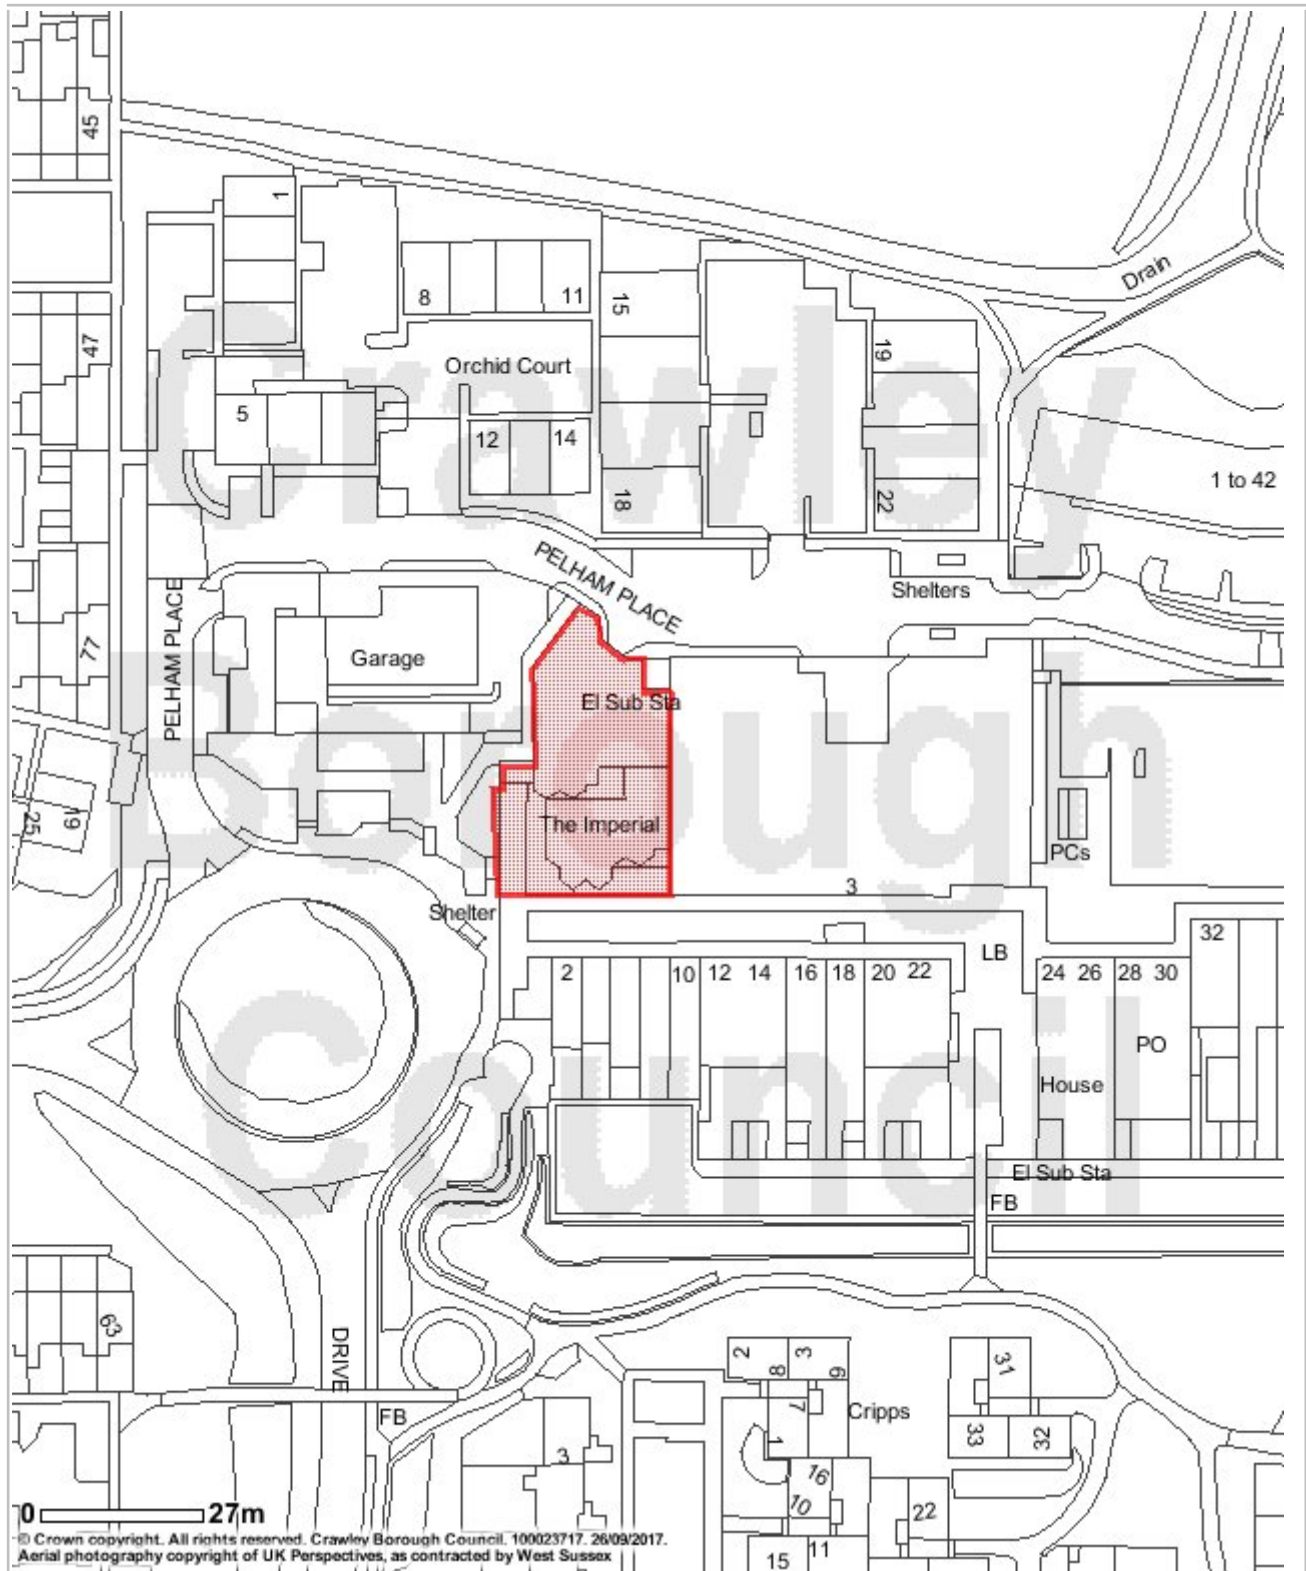 45
1
8
11
15
Drain
47
19
Orchid Court
5
12
14
18
22
1 to 42
PELHAM PLACE
Shelters
PELHAM PLACE
77
Garage
El Sub Sta
25
19
The Imperial
PCs
3
Shelter
32
LB
2
10
12
14
16
18
20
22
24
26
28
30
PO
House
El Sub Sta
FB
63
DRIVE
2
3
8
9
31
7
Cripps
FB
1
33
32
3
16
10
22
11
15
0
27m
© Crown copyright. All rights reserved. Crawley Borough Council. 100023717. 26/09/2017.
Aerial photography copyright of UK Perspectives, as contracted by West Sussex
Crawley
Borough
Council